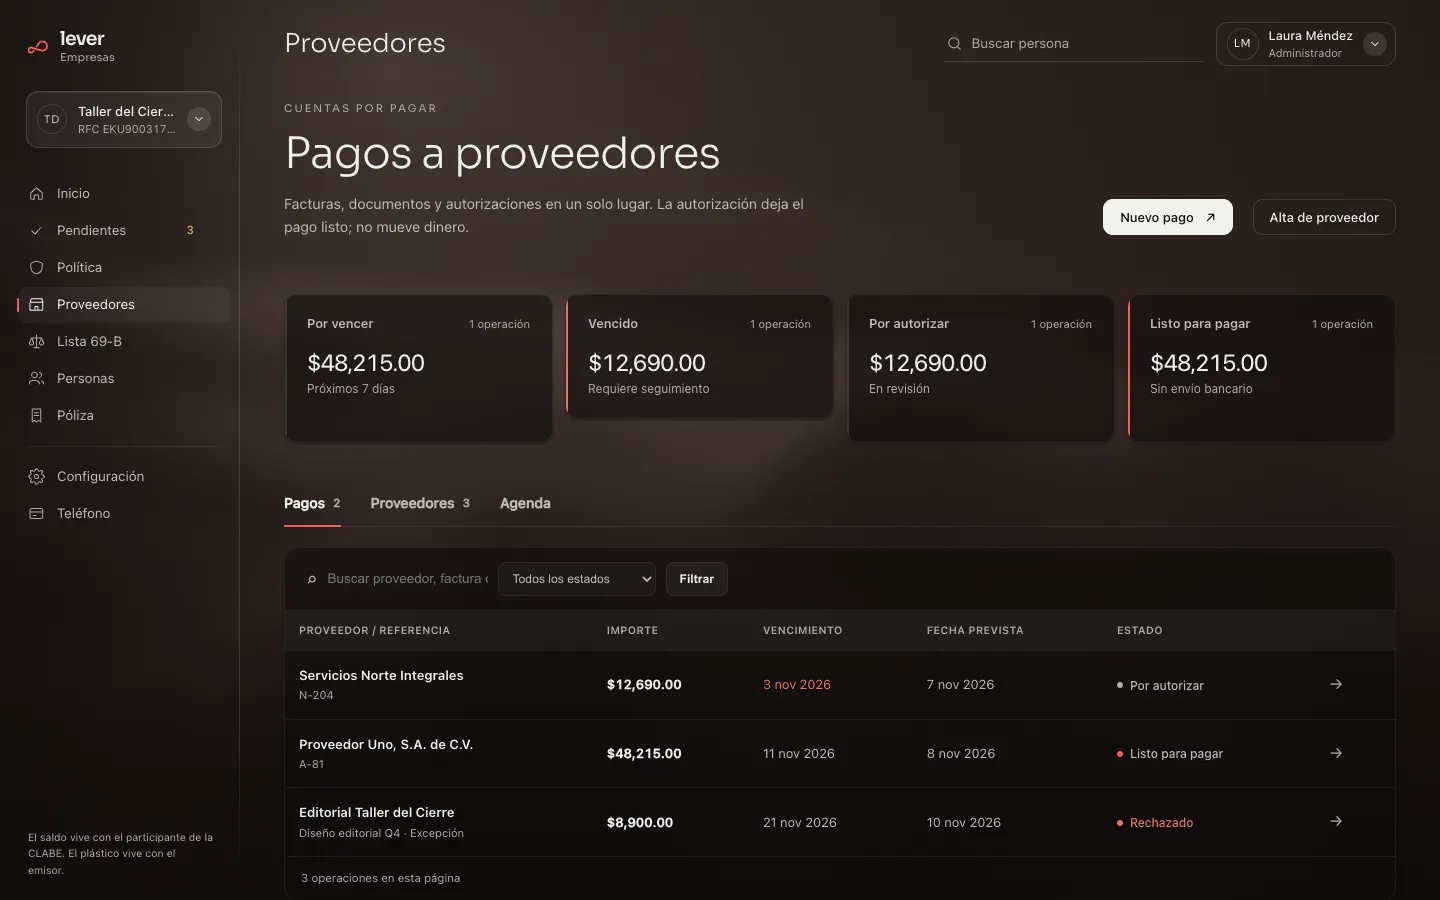 lever
Empresas
TD
Taller del Cier...
RFC EKU900317...
Inicio
Pendientes 3
Política
Proveedores
Lista 69-B
Personas
Póliza
Configuración
Teléfono
El saldo vive con el participante de la
CLABE. El plástico vive con el
emisor.
Proveedores
Buscar persona
LM
Laura Méndez
Administrador
CUENTAS POR PAGAR
Pagos a proveedores
Facturas, documentos y autorizaciones en un solo lugar. La autorización deja el
pago listo; no mueve dinero.
Nuevo pago
Alta de proveedor
Por vencer 1 operación
$48,215.00
Próximos 7 días
Vencido 1 operación
$12,690.00
Requiere seguimiento
Por autorizar 1 operación
$12,690.00
En revisión
Listo para pagar 1 operación
$48,215.00
Sin envío bancario
Pagos 2 Proveedores 3 Agenda
Buscar proveedor, factura Todos los estados Filtrar
PROVEEDOR / REFERENCIA IMPORTE VENCIMIENTO FECHA PREVISTA ESTADO
Servicios Norte Integrales
N-204
$12,690.00 3 nov 2026 7 nov 2026 Por autorizar
Proveedor Uno, S.A. de C.V.
A-81
$48,215.00 11 nov 2026 8 nov 2026 Listo para pagar
Editorial Taller del Cierre
Diseño editorial Q4 · Excepción
$8,900.00 21 nov 2026 10 nov 2026 Rechazado
3 operaciones en esta página